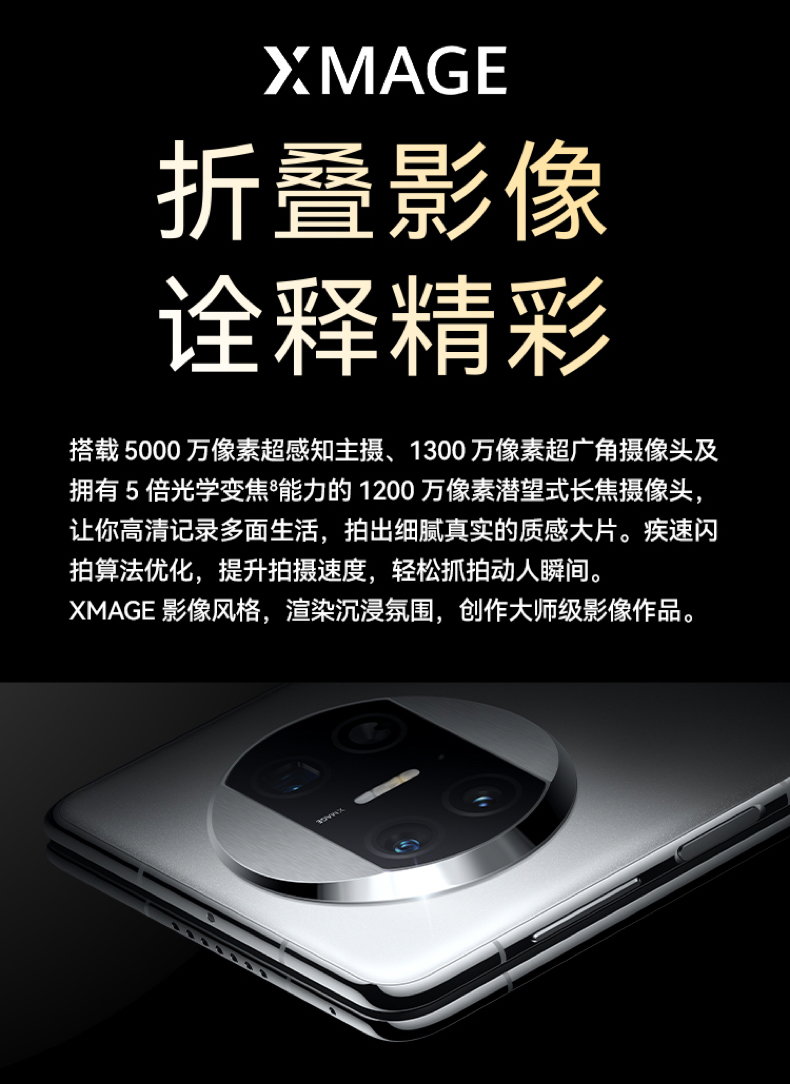 XMAGE
折叠影像
诠释精彩
搭载 5000 万像素超感知主摄、1300 万像素超广角摄像头及
拥有 5 倍光学变焦⁸能力的 1200 万像素潜望式长焦摄像头，
让你高清记录多面生活，拍出细腻真实的质感大片。疾速闪
拍算法优化，提升拍摄速度，轻松抓拍动人瞬间。
XMAGE 影像风格，渲染沉浸氛围，创作大师级影像作品。
XMAGE